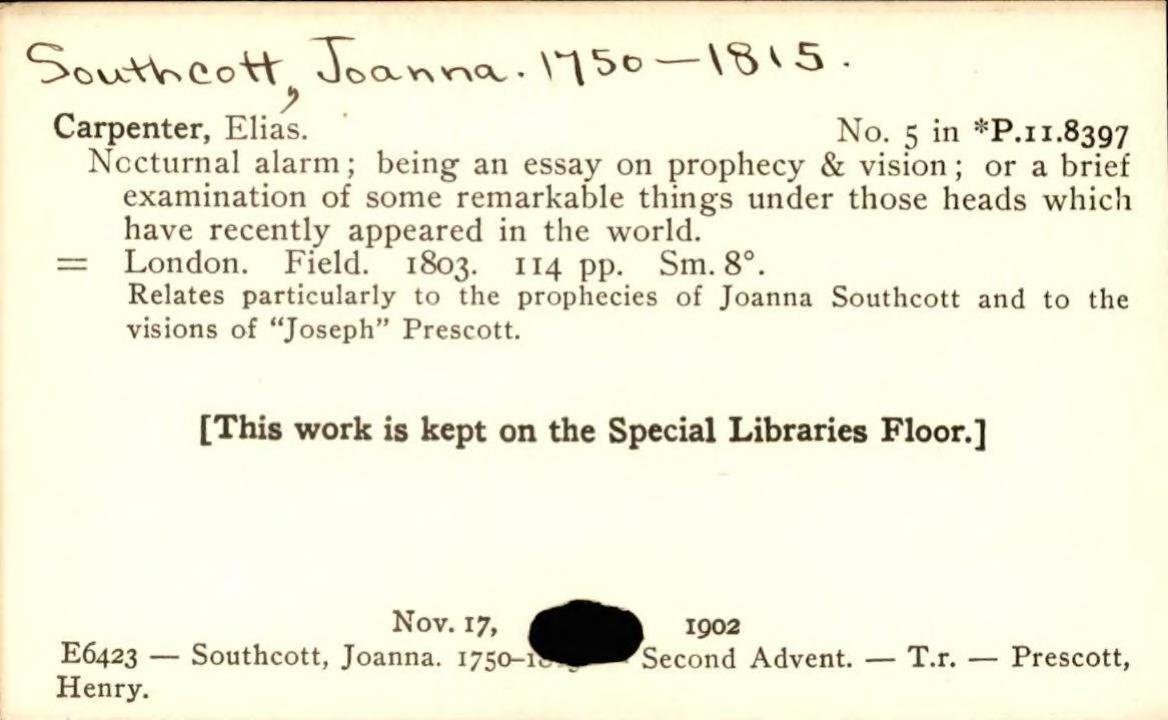 Southcott, Joanna. 1750-1815.
Carpenter, Elias. No. 5 in *P.11.8397
Nocturnal alarm; being an essay on prophecy & vision; or a brief
examination of some remarkable things under those heads which
have recently appeared in the world.
= London. Field. 1803. 114 pp. Sm. 8°.
Relates particularly to the prophecies of Joanna Southcott and to the
visions of "Joseph" Prescott.
[This work is kept on the Special Libraries Floor.]
Nov. 17, 1902
E6423 — Southcott, Joanna. 1750- Second Advent. — T.r. — Prescott,
Henry.